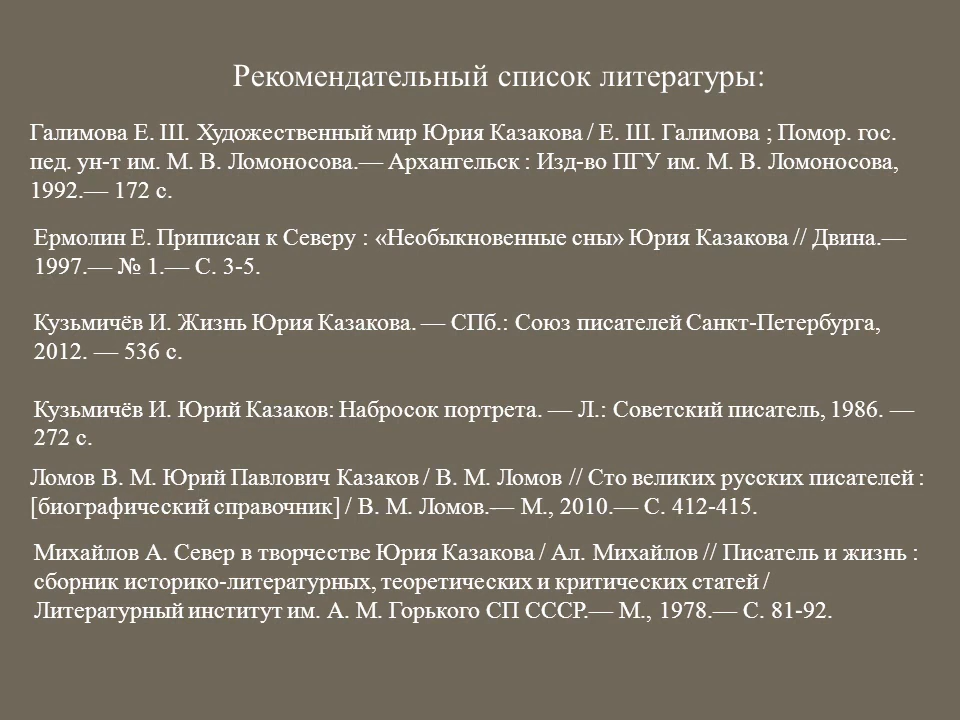 Рекомендательный список литературы:
Галимова Е. Ш. Художественный мир Юрия Казакова / Е. Ш. Галимова ; Помор. гос.
пед. ун-т им. М. В. Ломоносова.— Архангельск : Изд-во ПГУ им. М. В. Ломоносова,
1992.— 172 с.
Ермолин Е. Приписан к Северу : «Необыкновенные сны» Юрия Казакова // Двина.—
1997.— № 1.— С. 3-5.
Кузьмичёв И. Жизнь Юрия Казакова. — СПб.: Союз писателей Санкт-Петербурга,
2012. — 536 с.
Кузьмичёв И. Юрий Казаков: Набросок портрета. — Л.: Советский писатель, 1986. —
272 с.
Ломов В. М. Юрий Павлович Казаков / В. М. Ломов // Сто великих русских писателей :
[биографический справочник] / В. М. Ломов.— М., 2010.— С. 412-415.
Михайлов А. Север в творчестве Юрия Казакова / Ал. Михайлов // Писатель и жизнь :
сборник историко-литературных, теоретических и критических статей /
Литературный институт им. А. М. Горького СП СССР.— М., 1978.— С. 81-92.